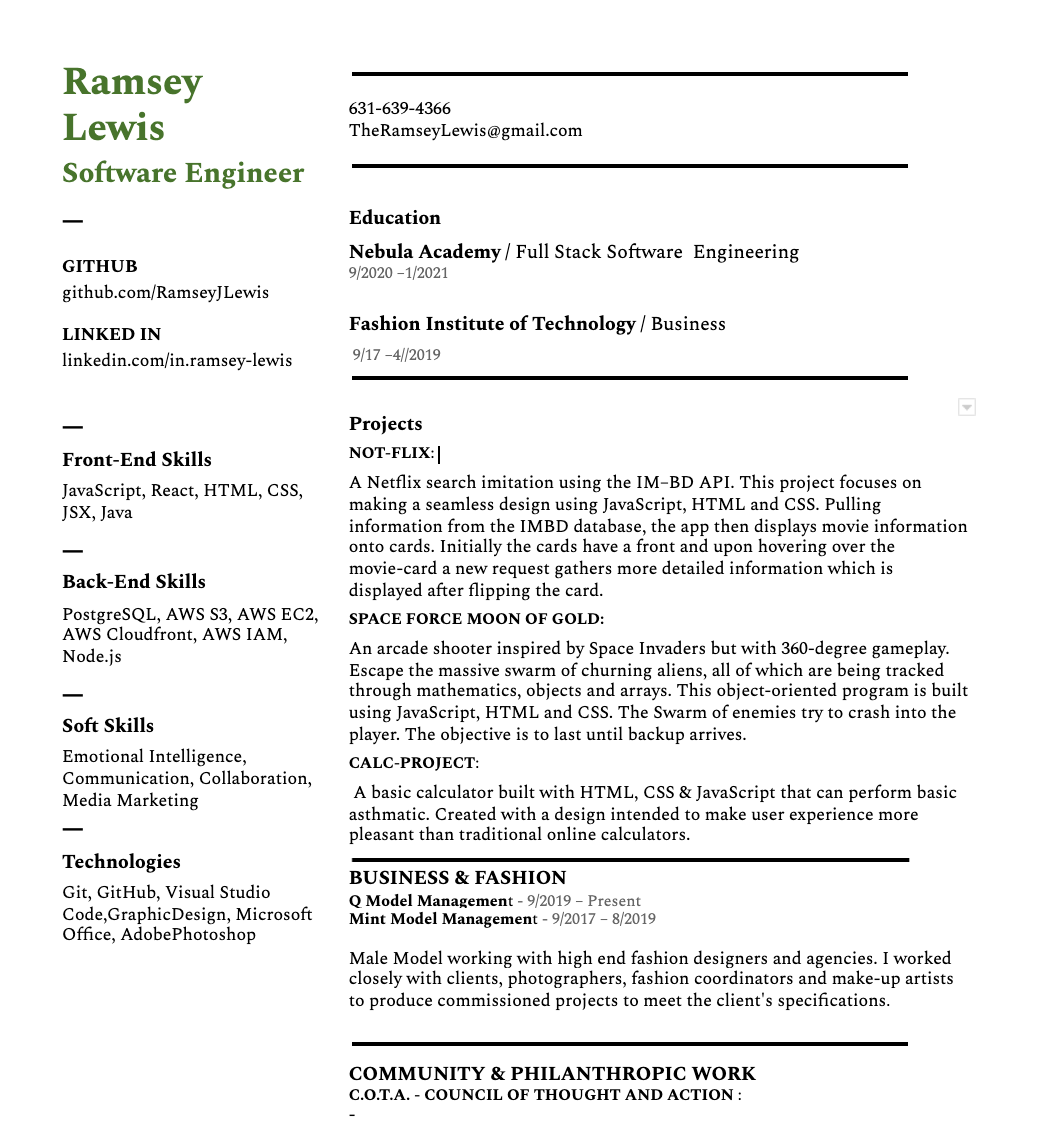 Ramsey
Lewis
Software Engineer
—
GITHUB
github.com/RamseyJLewis
LINKED IN
linkedin.com/in.ramsey-lewis
—
Front-End Skills
JavaScript, React, HTML, CSS,
JSX, Java
—
Back-End Skills
PostgreSQL, AWS S3, AWS EC2,
AWS Cloudfront, AWS IAM,
Node.js
—
Soft Skills
Emotional Intelligence,
Communication, Collaboration,
Media Marketing
—
Technologies
Git, GitHub, Visual Studio
Code,GraphicDesign, Microsoft
Office, AdobePhotoshop
631-639-4366
TheRamseyLewis@gmail.com
Education
Nebula Academy / Full Stack Software  Engineering
9/2020 –1/2021
Fashion Institute of Technology / Business
9/17 –4//2019
Projects
NOT-FLIX:
A Netflix search imitation using the IM–BD API. This project focuses on
making a seamless design using JavaScript, HTML and CSS. Pulling
information from the IMBD database, the app then displays movie information
onto cards. Initially the cards have a front and upon hovering over the
movie-card a new request gathers more detailed information which is
displayed after flipping the card.
SPACE FORCE MOON OF GOLD:
An arcade shooter inspired by Space Invaders but with 360-degree gameplay.
Escape the massive swarm of churning aliens, all of which are being tracked
through mathematics, objects and arrays. This object-oriented program is built
using JavaScript, HTML and CSS. The Swarm of enemies try to crash into the
player. The objective is to last until backup arrives.
CALC-PROJECT:
A basic calculator built with HTML, CSS & JavaScript that can perform basic
asthmatic. Created with a design intended to make user experience more
pleasant than traditional online calculators.
BUSINESS & FASHION
Q Model Management - 9/2019 – Present
Mint Model Management - 9/2017 – 8/2019
Male Model working with high end fashion designers and agencies. I worked
closely with clients, photographers, fashion coordinators and make-up artists
to produce commissioned projects to meet the client's specifications.
COMMUNITY & PHILANTHROPIC WORK
C.O.T.A. - COUNCIL OF THOUGHT AND ACTION :
-